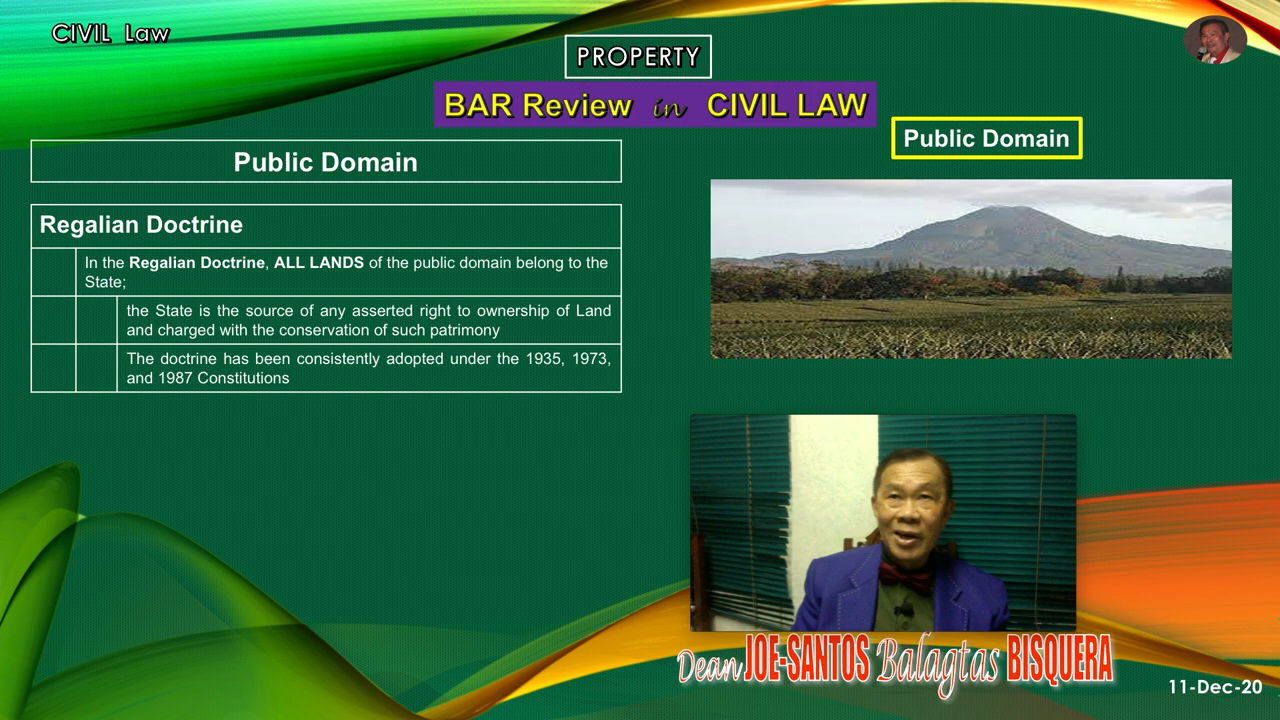 CIVIL Law
PROPERTY
BAR Review in CIVIL LAW
Public Domain
Public Domain
Regalian Doctrine
In the Regalian Doctrine, ALL LANDS of the public domain belong to the
State;
the State is the source of any asserted right to ownership of Land
and charged with the conservation of such patrimony
The doctrine has been consistently adopted under the 1935, 1973,
and 1987 Constitutions
Dean JOE-SANTOS Balagtas BISQUERA
11-Dec-20